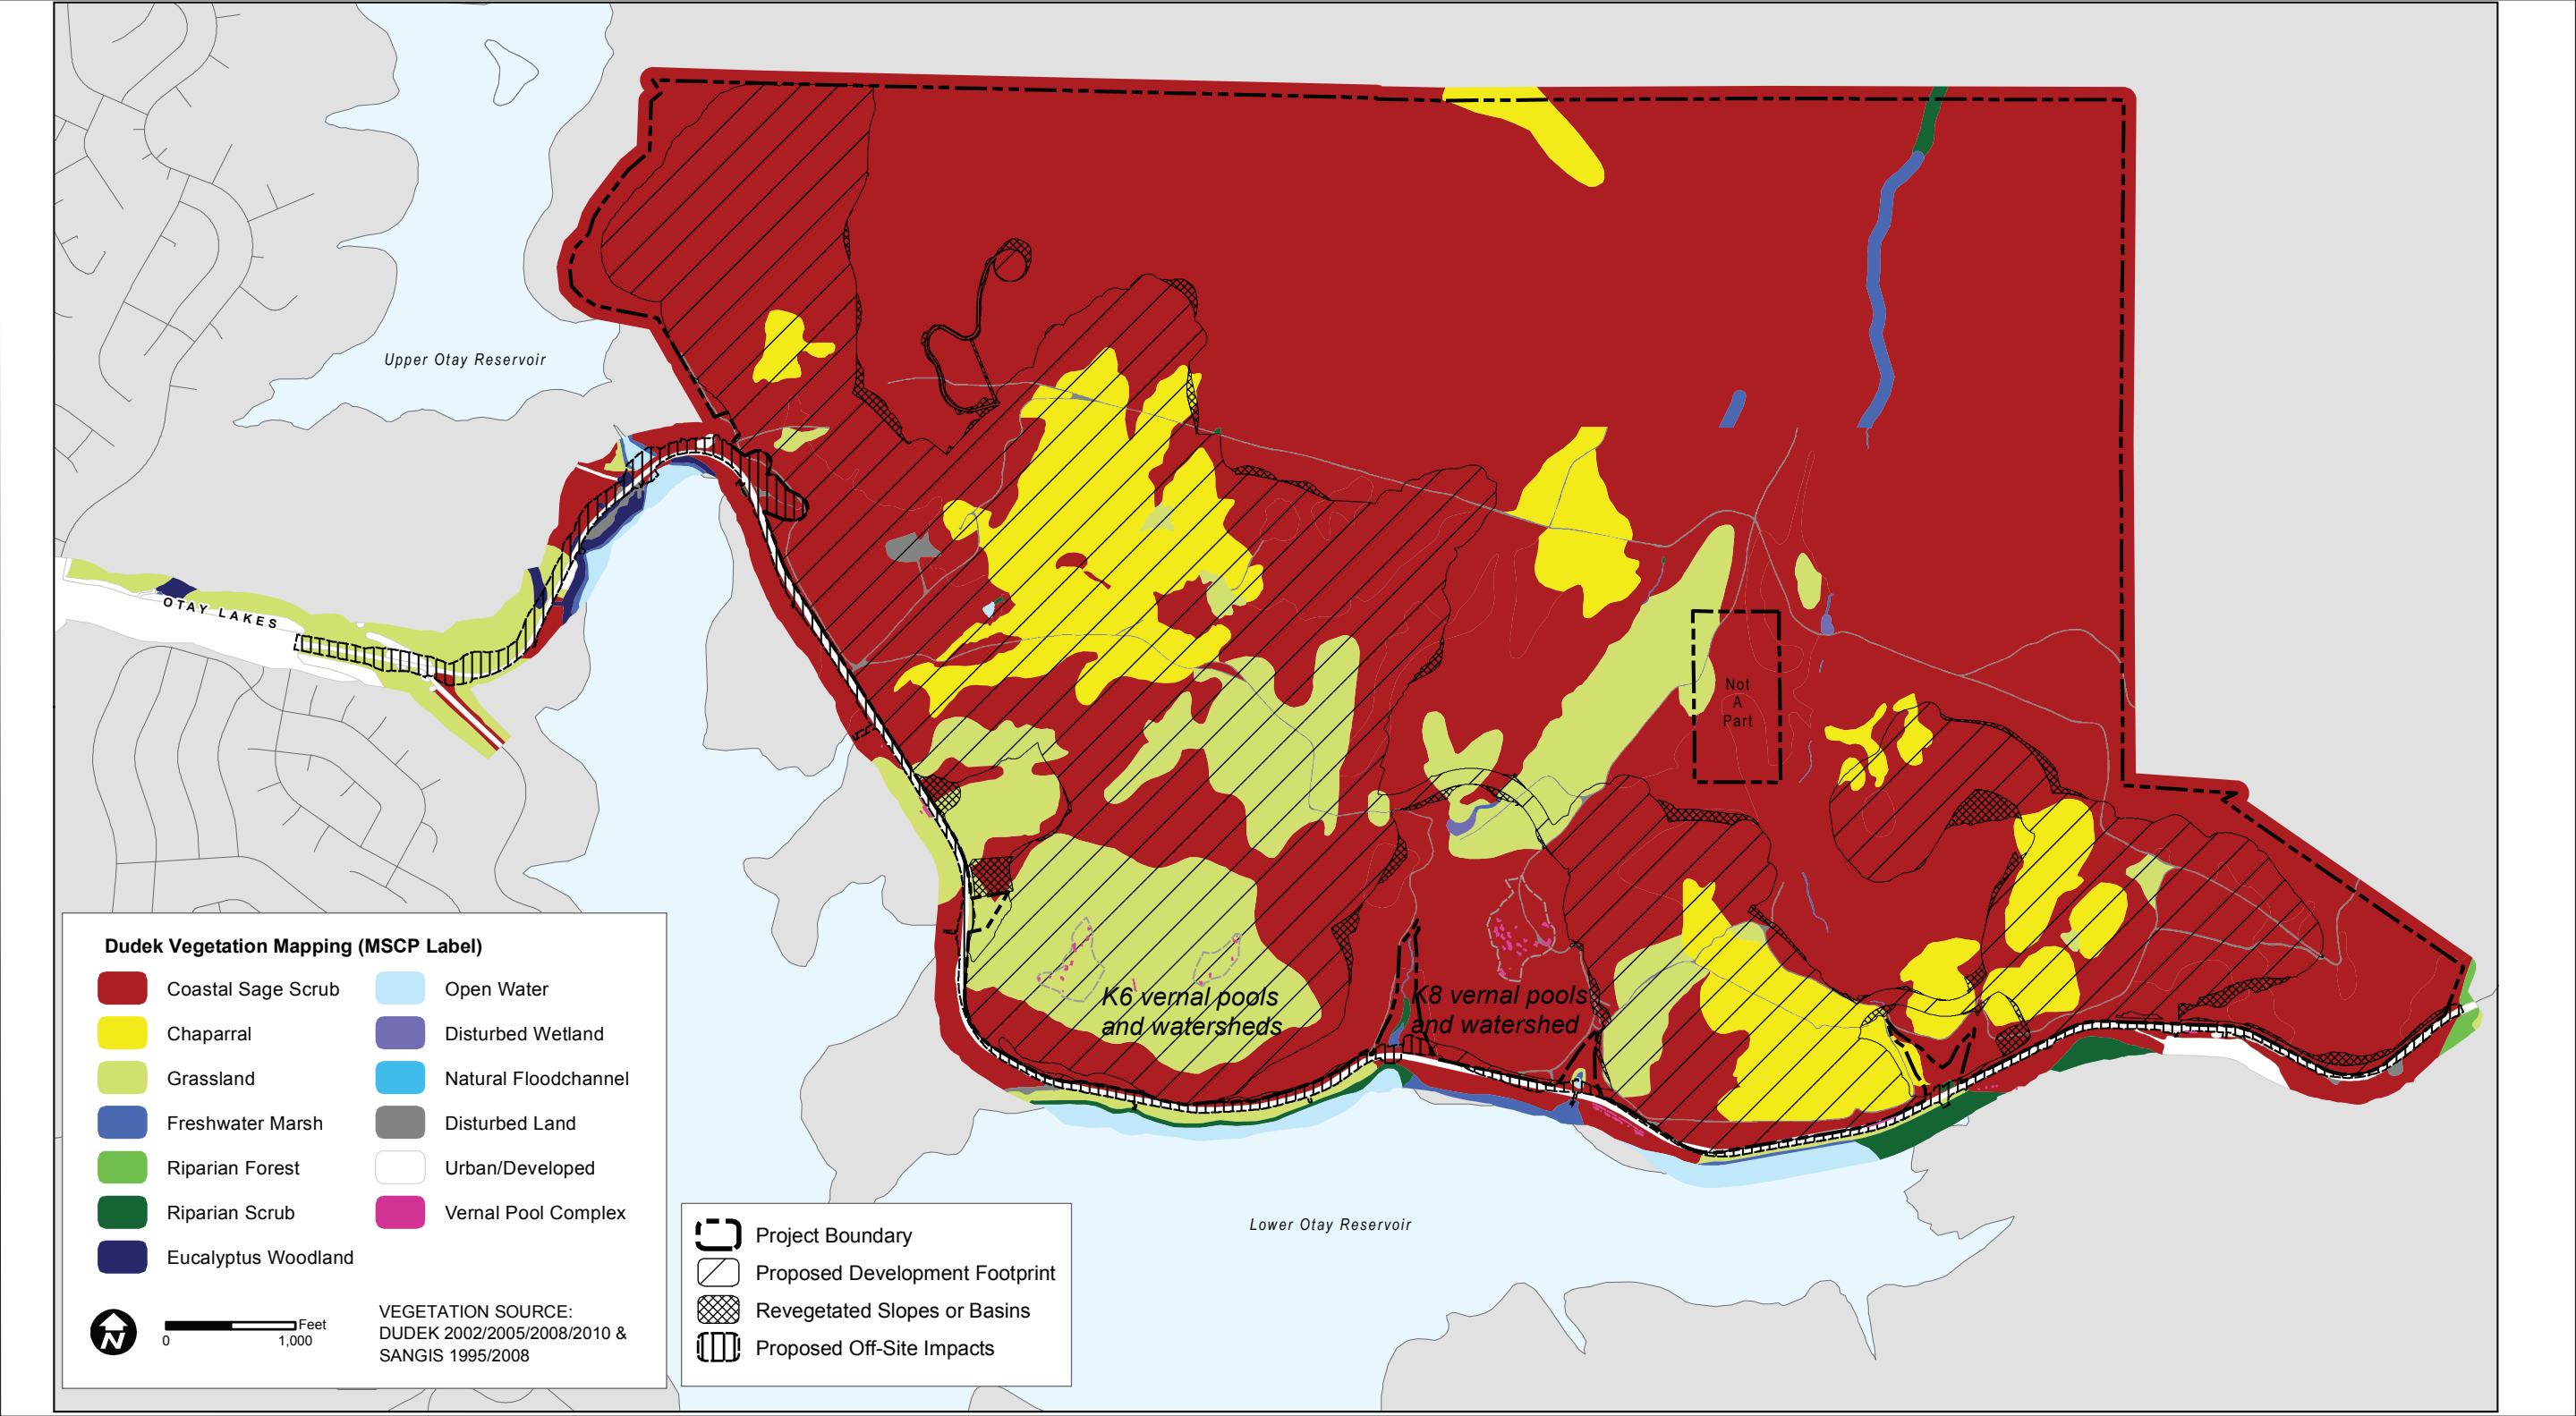 Upper Otay Reservoir
OTAY LAKES
Not
A
Part
K6 vernal pools
and watersheds
K8 vernal pools
and watershed
Lower Otay Reservoir
Dudek Vegetation Mapping (MSCP Label)
Coastal Sage Scrub
Chaparral
Grassland
Freshwater Marsh
Riparian Forest
Riparian Scrub
Eucalyptus Woodland
Open Water
Disturbed Wetland
Natural Floodchannel
Disturbed Land
Urban/Developed
Vernal Pool Complex
N
0
1,000
Feet
VEGETATION SOURCE:
DUDEK 2002/2005/2008/2010 &
SANGIS 1995/2008
Project Boundary
Proposed Development Footprint
Revegetated Slopes or Basins
Proposed Off-Site Impacts